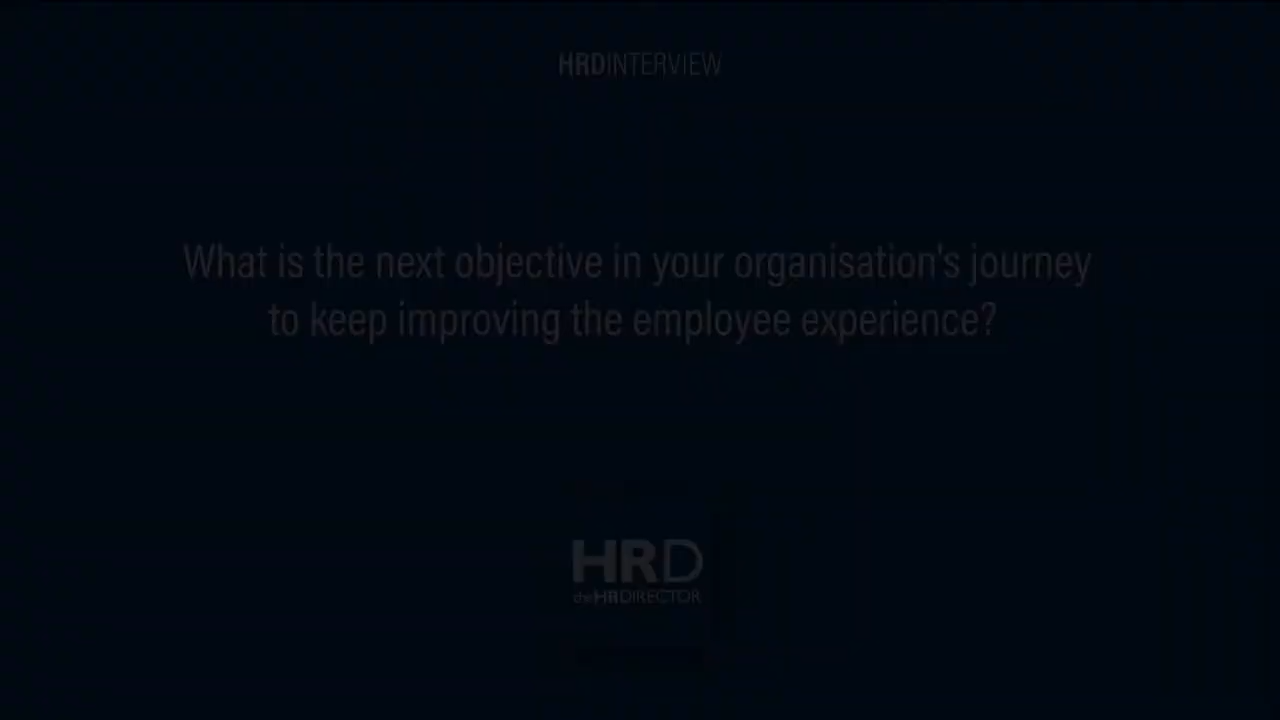 HRDINTERVIEW
What is the next objective in your organisation's journey
to keep improving the employee experience?
HRD
theHRDIRECTOR